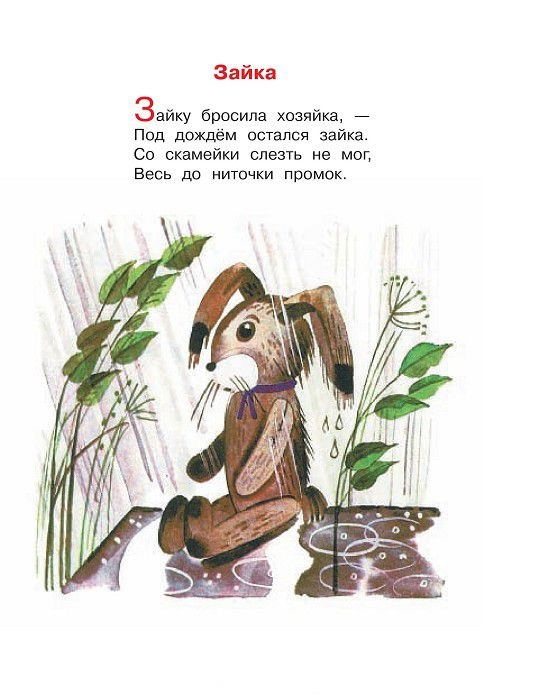 Зайка
Зайку бросила хозяйка, —
Под дождём остался зайка.
Со скамейки слезть не мог,
Весь до ниточки промок.